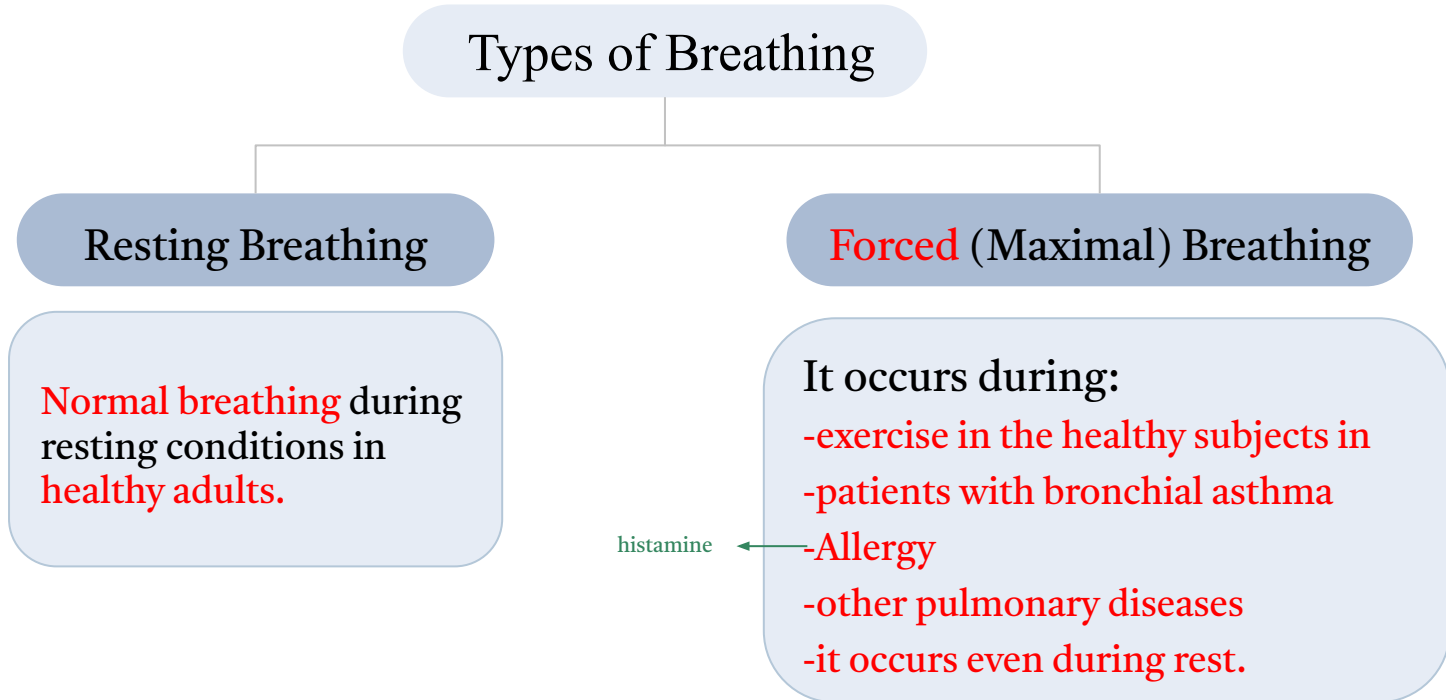 Types of Breathing
Resting Breathing
Normal breathing during
resting conditions in
healthy adults.
Forced (Maximal) Breathing
It occurs during:
-exercise in the healthy subjects in
-patients with bronchial asthma
-Allergy
histamine
-other pulmonary diseases
-it occurs even during rest.